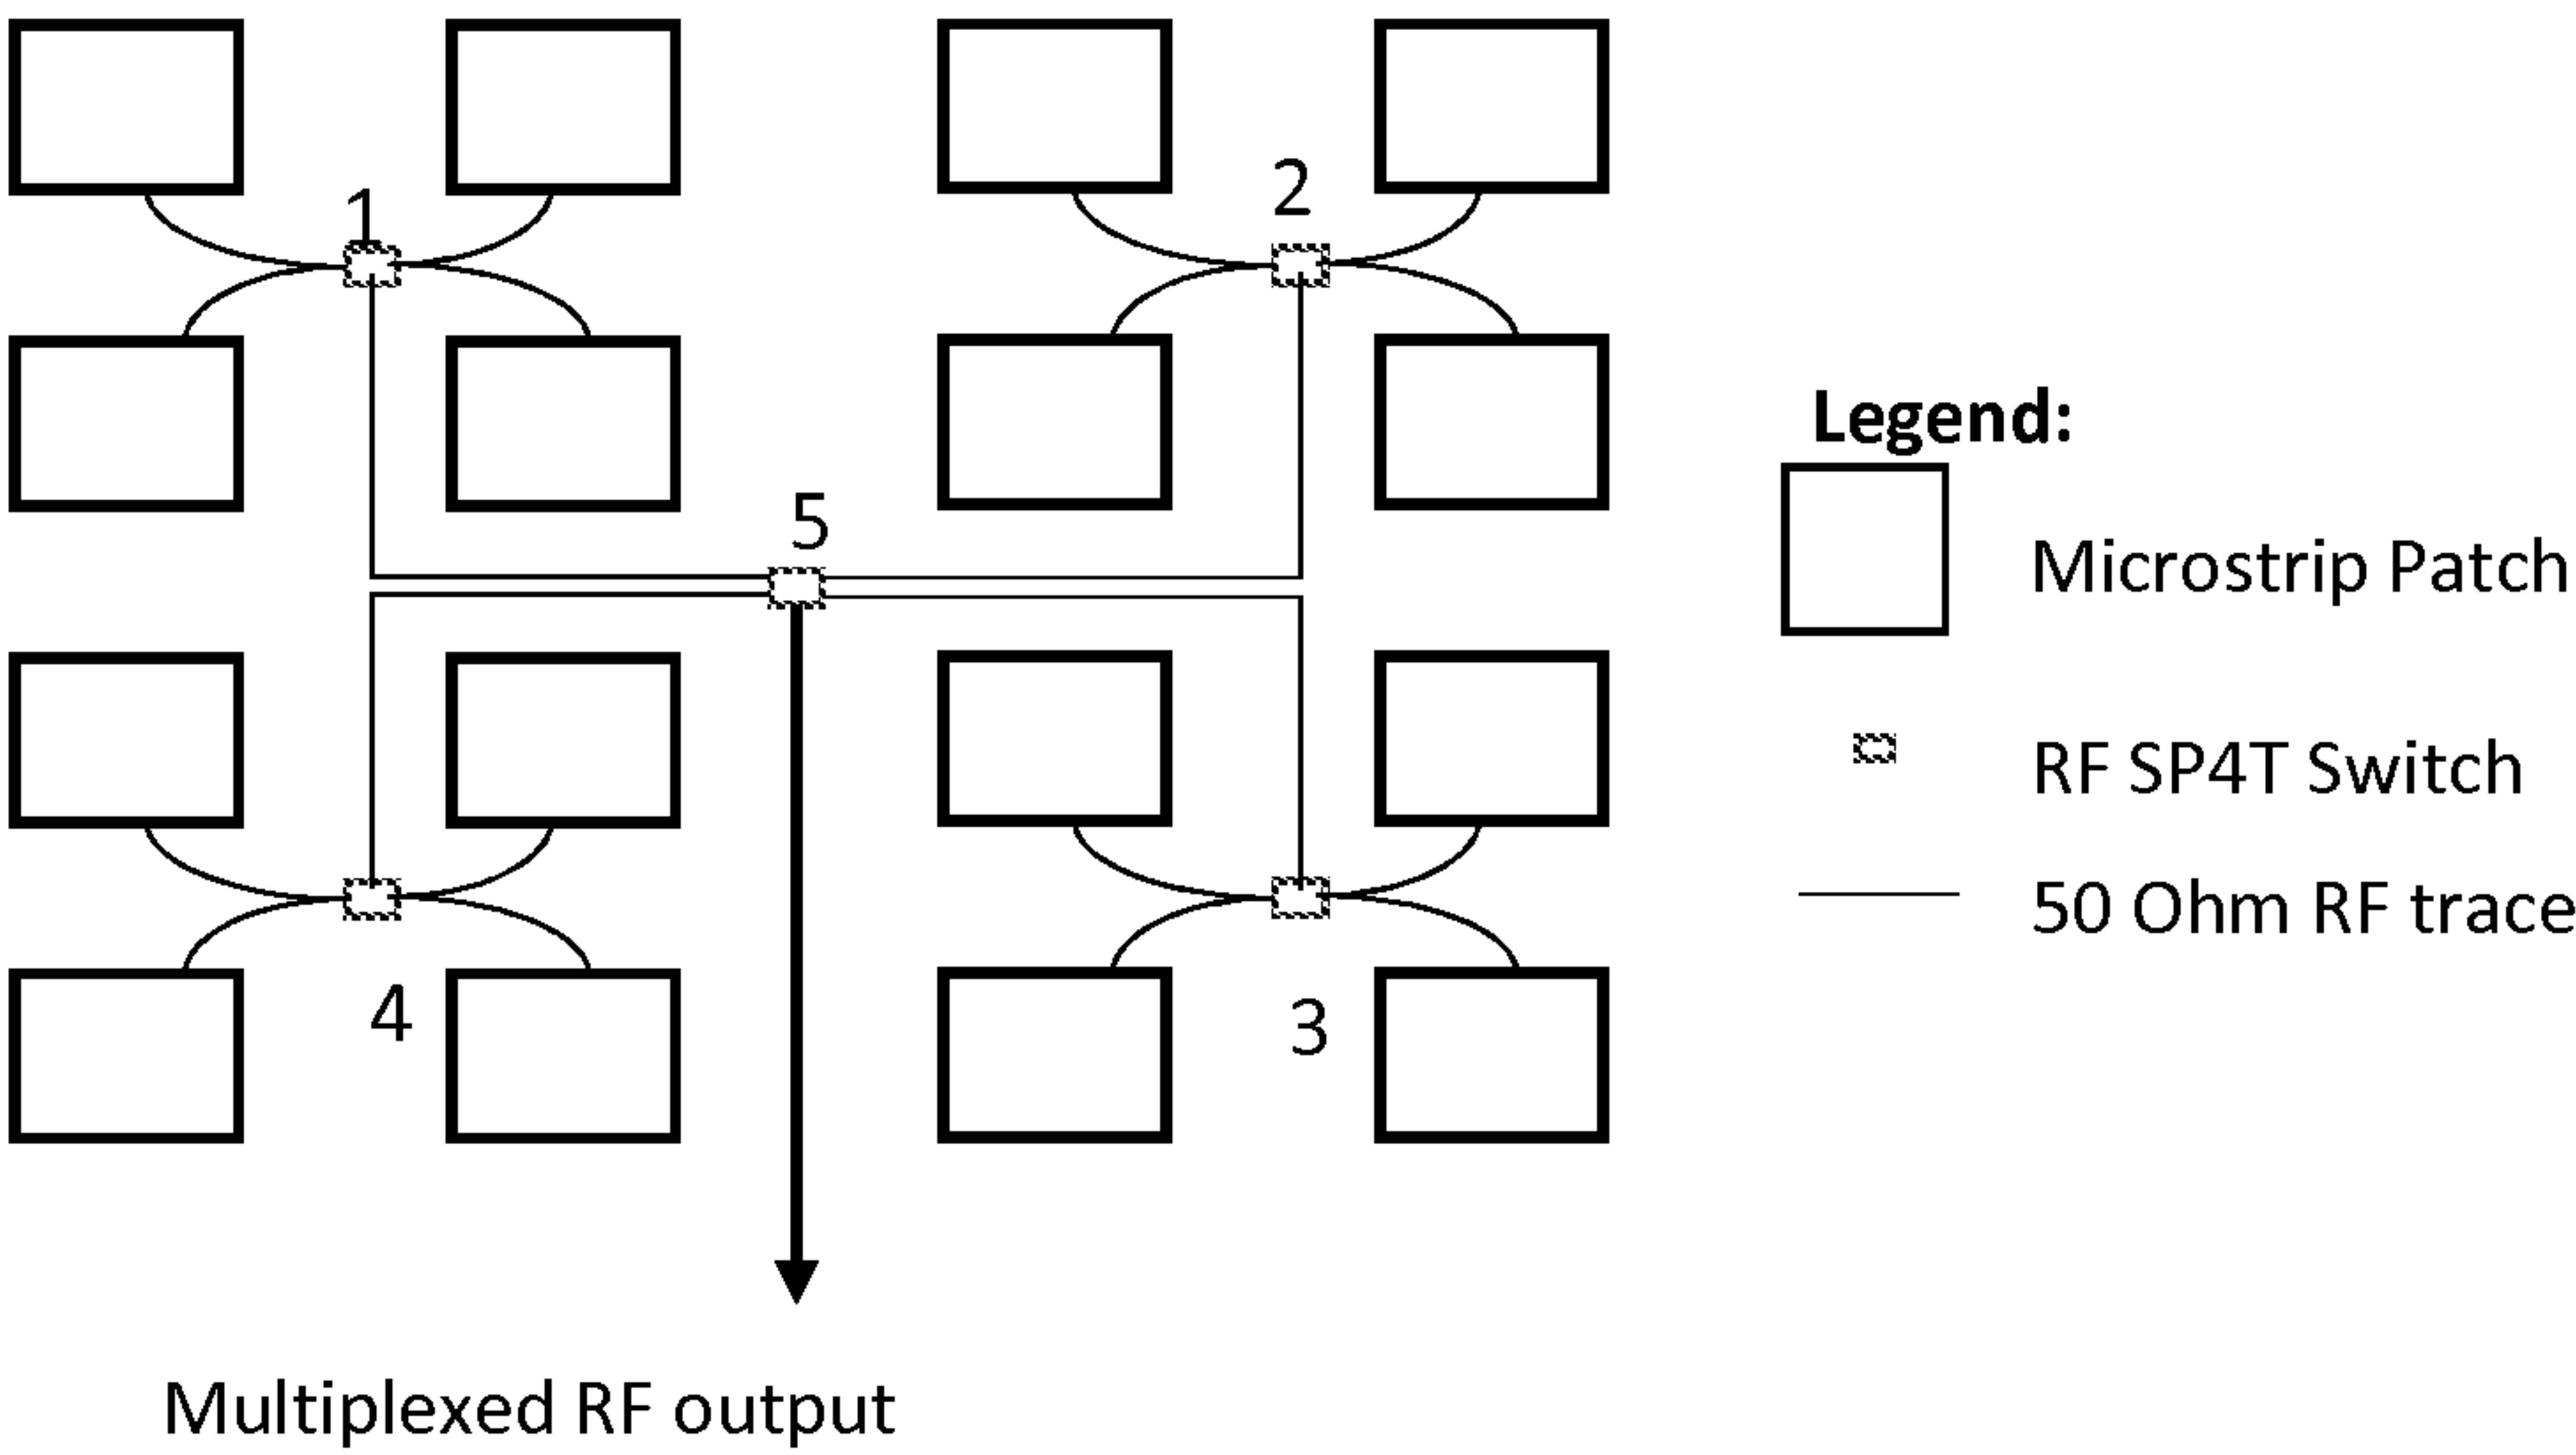 1
2
5
4
3
Multiplexed RF output
Legend:
Microstrip Patch
RF SP4T Switch
50 Ohm RF trace